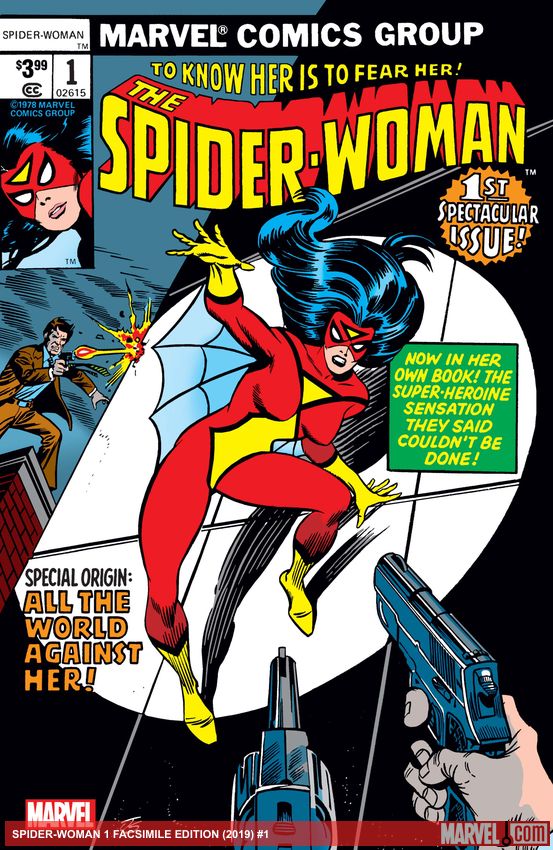 SPIDER-WOMAN
TM
MARVEL® COMICS GROUP
$3.99
CC
1
02615
©1978 MARVEL
COMICS GROUP
TM
TO KNOW HER IS TO FEAR HER!
THE
SPIDER-WOMAN
TM
1ST
SPECTACULAR
ISSUE!
NOW IN HER
OWN BOOK! THE
SUPER-HEROINE
SENSATION
THEY SAID
COULDN'T BE
DONE!
SPECIAL ORIGIN:
ALL THE
WORLD
AGAINST
HER!
MARVEL
SPIDER-WOMAN 1 FACSIMILE EDITION (2019) #1
MARVEL.com